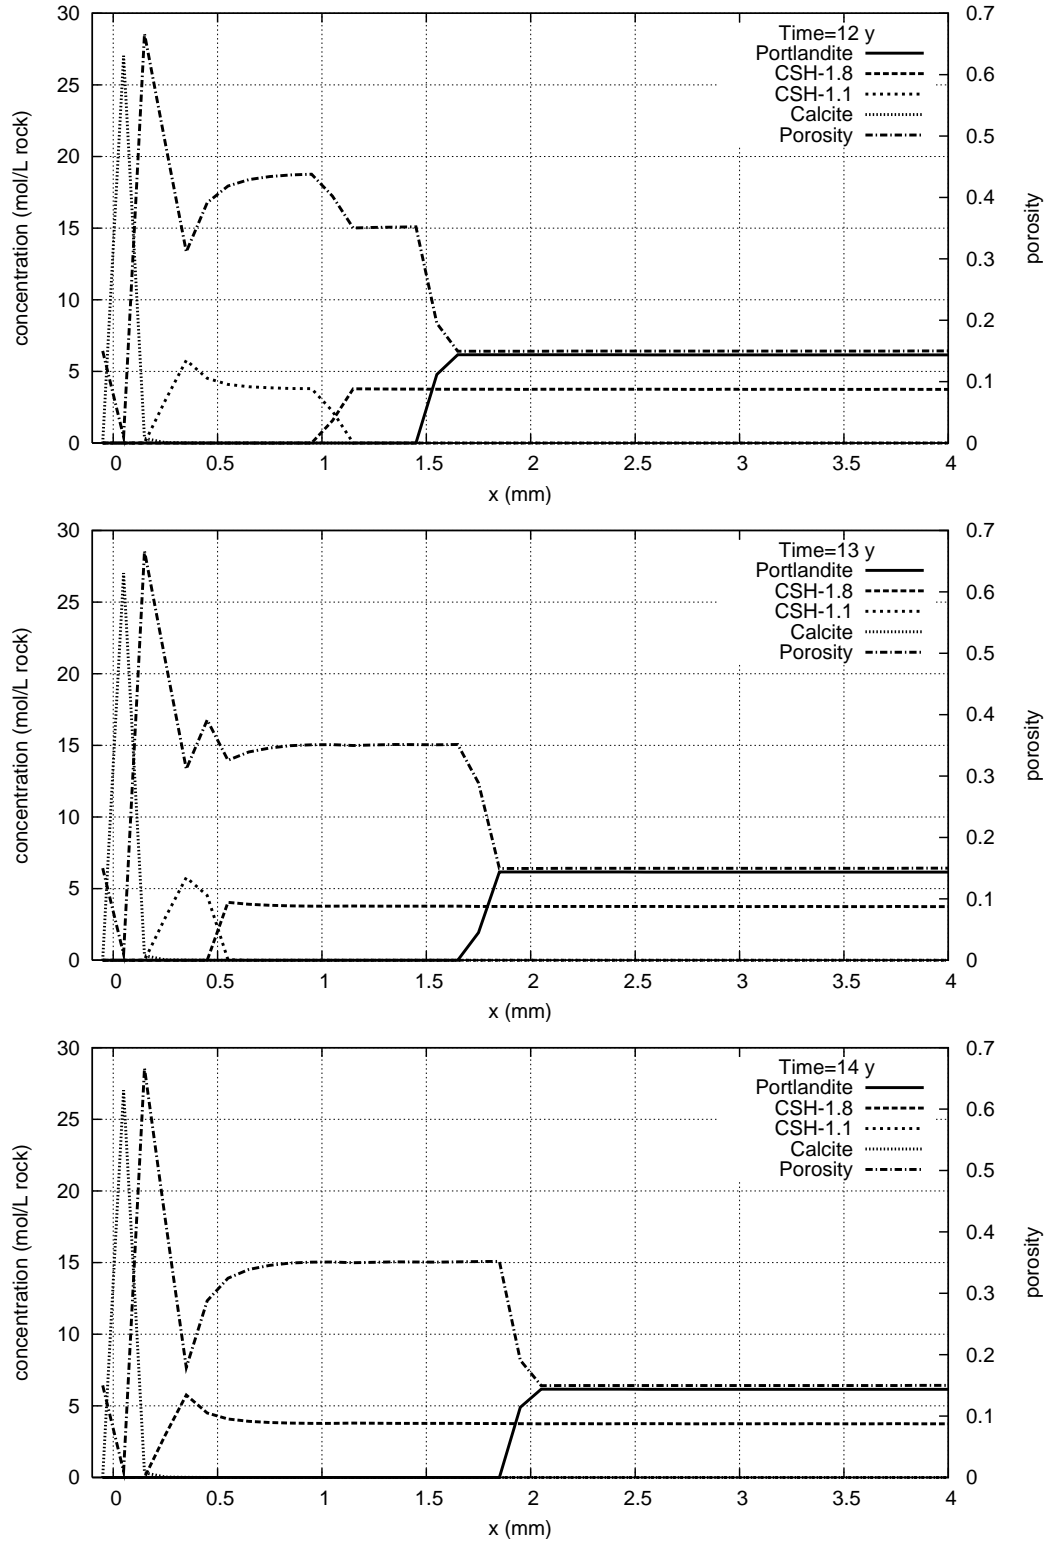 30
25
20
15
10
5
0
0.7
0.6
0.5
0.4
0.3
0.2
0.1
0
concentration (mol/L rock)
porosity
Time=12 y
Portlandite
CSH-1.8
CSH-1.1
Calcite
Porosity
0 0.5 1 1.5 2 2.5 3 3.5 4
x (mm)
30
25
20
15
10
5
0
0.7
0.6
0.5
0.4
0.3
0.2
0.1
0
concentration (mol/L rock)
porosity
Time=13 y
Portlandite
CSH-1.8
CSH-1.1
Calcite
Porosity
0 0.5 1 1.5 2 2.5 3 3.5 4
x (mm)
30
25
20
15
10
5
0
0.7
0.6
0.5
0.4
0.3
0.2
0.1
0
concentration (mol/L rock)
porosity
Time=14 y
Portlandite
CSH-1.8
CSH-1.1
Calcite
Porosity
0 0.5 1 1.5 2 2.5 3 3.5 4
x (mm)